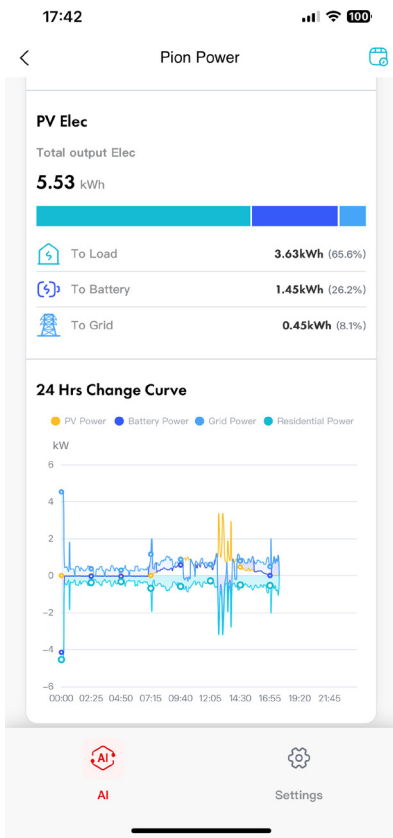 17:42
100
Pion Power
PV Elec
Total output Elec
5.53 kWh
To Load 3.63kWh (65.6%)
To Battery 1.45kWh (26.2%)
To Grid 0.45kWh (8.1%)
24 Hrs Change Curve
PV Power Battery Power Grid Power Residential Power
kW
6
4
2
0
−2
−4
−6
00:00 02:25 04:50 07:15 09:40 12:05 14:30 16:55 19:20 21:45
AI
AI Settings